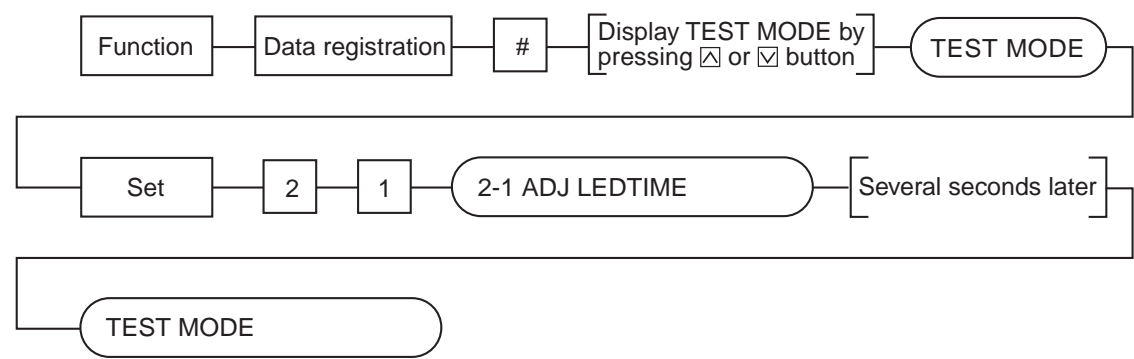 Function
Data registration
#
Display TEST MODE by
pressing or button
TEST MODE
Set
2
1
2-1 ADJ LEDTIME
Several seconds later
TEST MODE